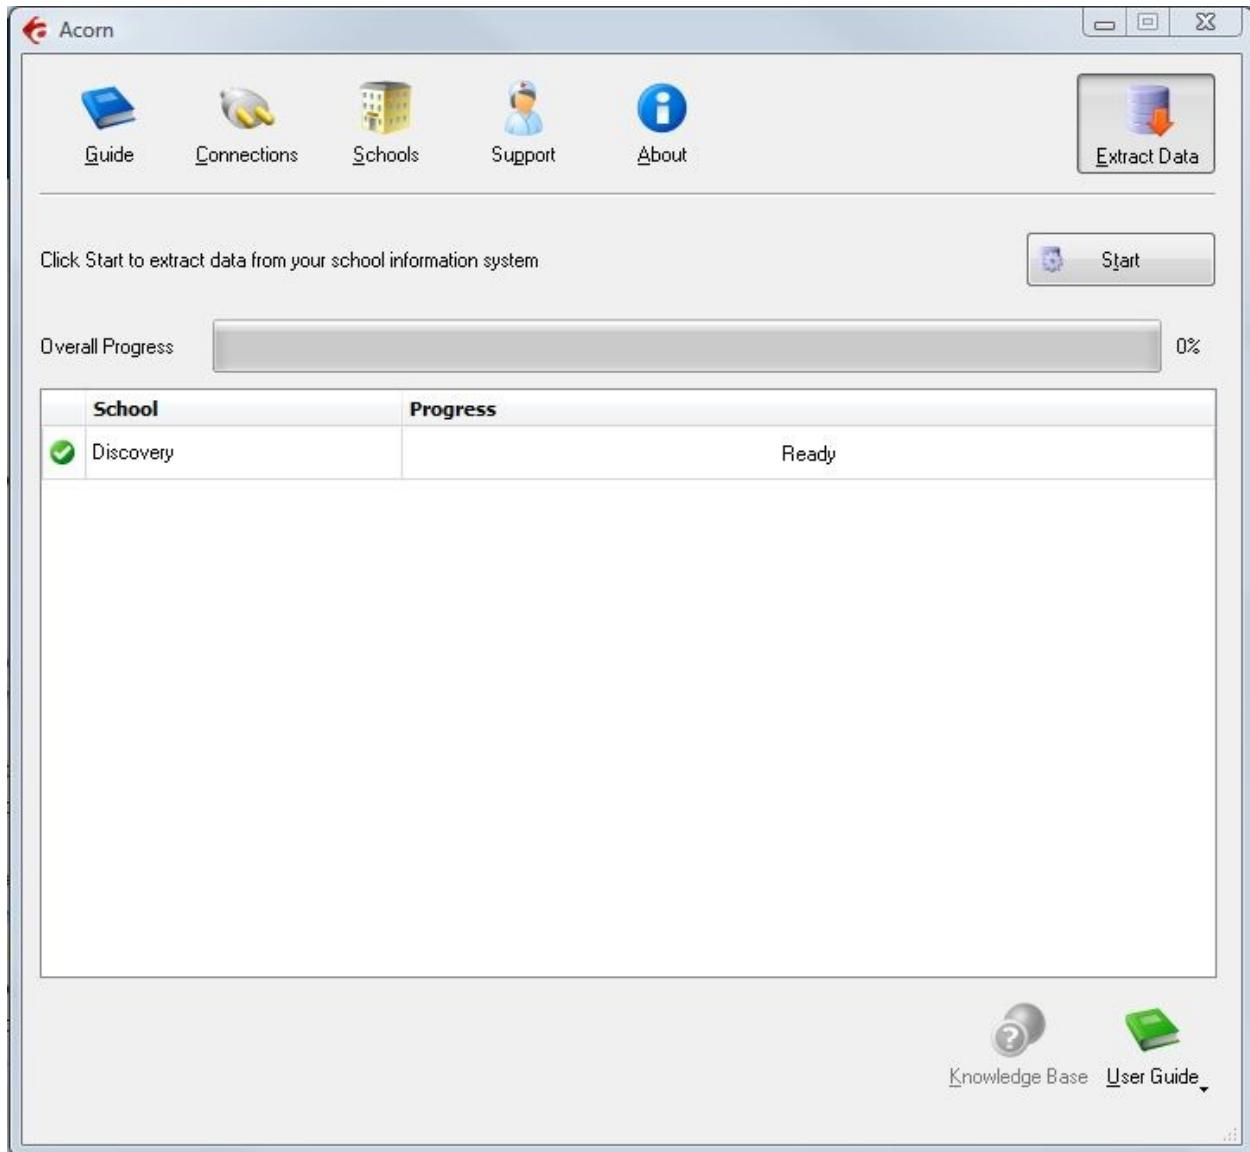 Acorn
Guide Connections Schools Support About Extract Data
Click Start to extract data from your school information system Start
Overall Progress 0%
School Progress
Discovery Ready
Knowledge Base User Guide